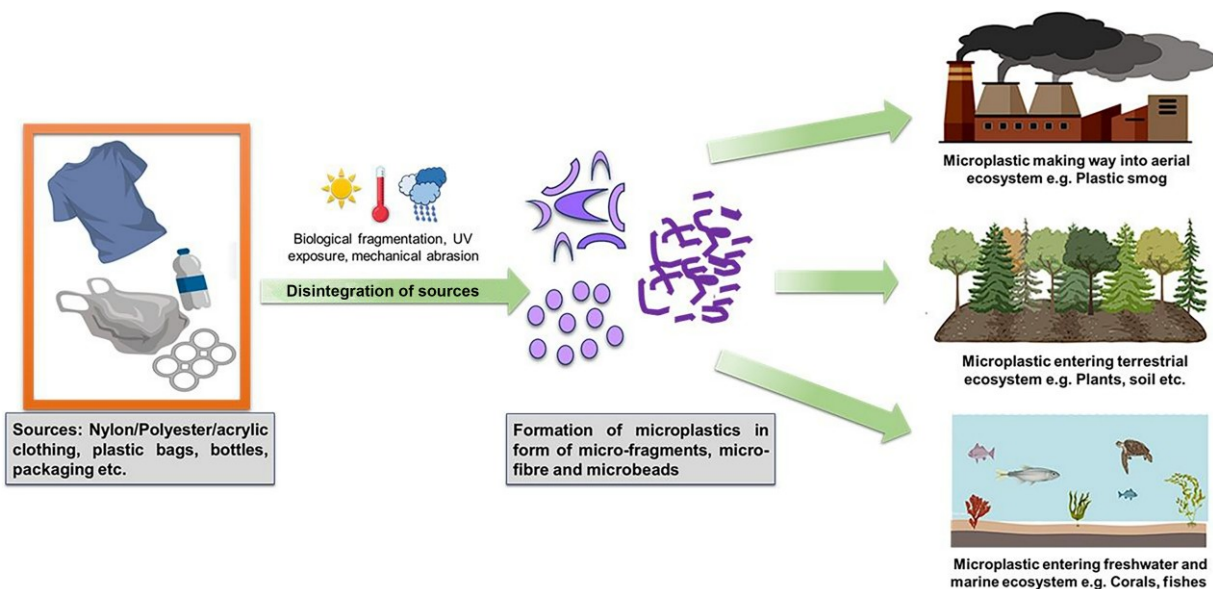 Sources: Nylon/Polyester/acrylic
clothing, plastic bags, bottles,
packaging etc.
Biological fragmentation, UV
exposure, mechanical abrasion
Disintegration of sources
Formation of microplastics in
form of micro-fragments, micro-
fibre and microbeads
Microplastic making way into aerial
ecosystem e.g. Plastic smog
Microplastic entering terrestrial
ecosystem e.g. Plants, soil etc.
Microplastic entering freshwater and
marine ecosystem e.g. Corals, fishes